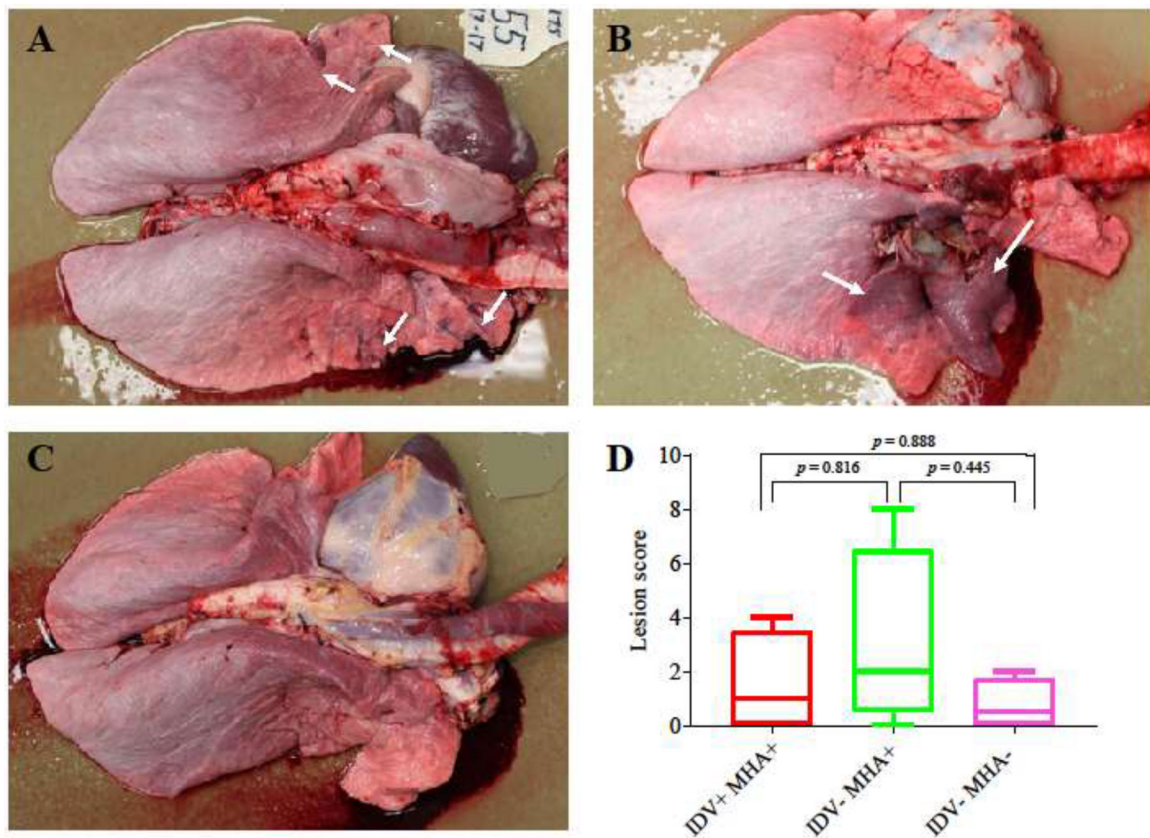 A
55
B
C
D
p = 0.888
p = 0.816
p = 0.445
10
8
6
4
2
0
Lesion score
IDV+ MHA+
IDV- MHA+
IDV- MHA-